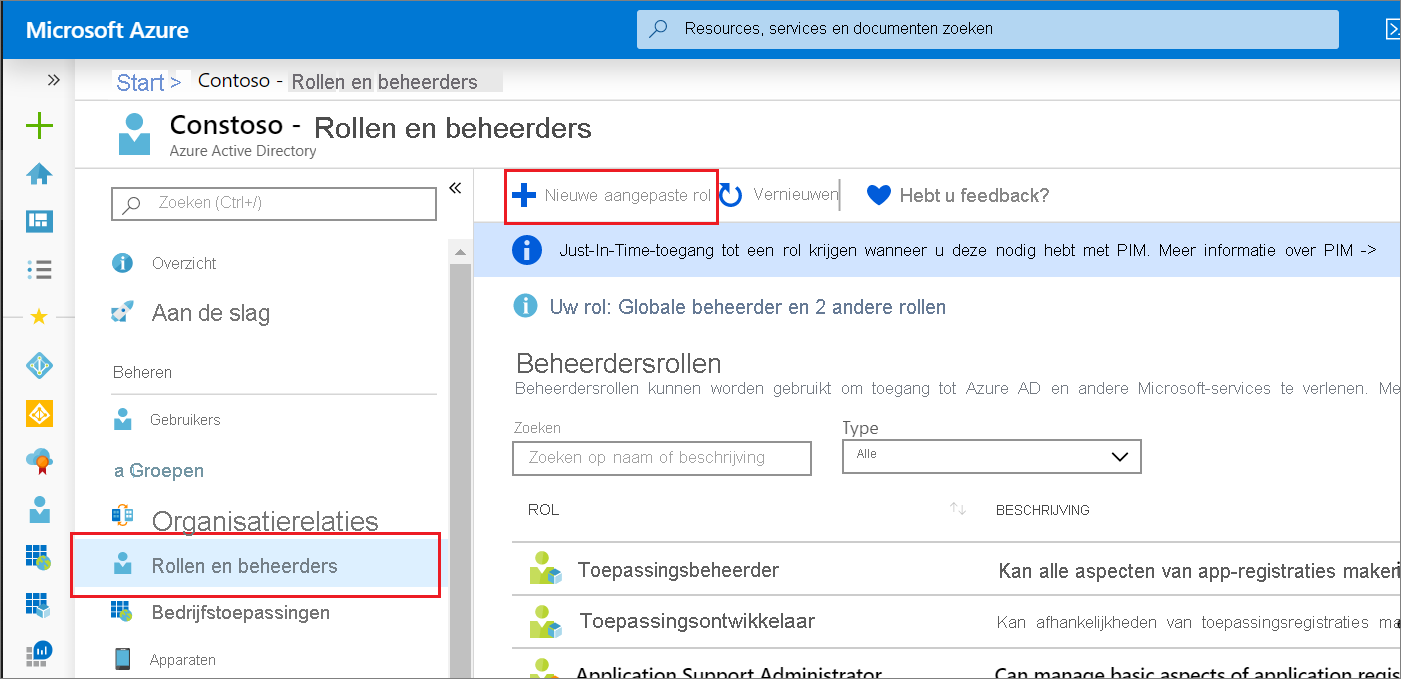 Microsoft Azure
Resources, services en documenten zoeken
Start > Contoso - Rollen en beheerders
Constoso - Rollen en beheerders
Azure Active Directory
Zoeken (Ctrl+/)
«
Overzicht
Aan de slag
Beheren
Gebruikers
a Groepen
Organisatierelaties
Rollen en beheerders
Bedrijfstoepassingen
Apparaten
Nieuwe aangepaste rol
Vernieuwen
Hebt u feedback?
Just-In-Time-toegang tot een rol krijgen wanneer u deze nodig hebt met PIM. Meer informatie over PIM ->
Uw rol: Globale beheerder en 2 andere rollen
Beheerdersrollen
Beheerdersrollen kunnen worden gebruikt om toegang tot Azure AD en andere Microsoft-services te verlenen. Me
Zoeken
Type
Zoeken op naam of beschrijving
Alle
ROL
BESCHRIJVING
Toepassingsbeheerder
Kan alle aspecten van app-registraties maken
Toepassingsontwikkelaar
Kan afhankelijkheden van toepassingsregistraties ma
Application Support Administrator
Can manage basic aspects of application regis